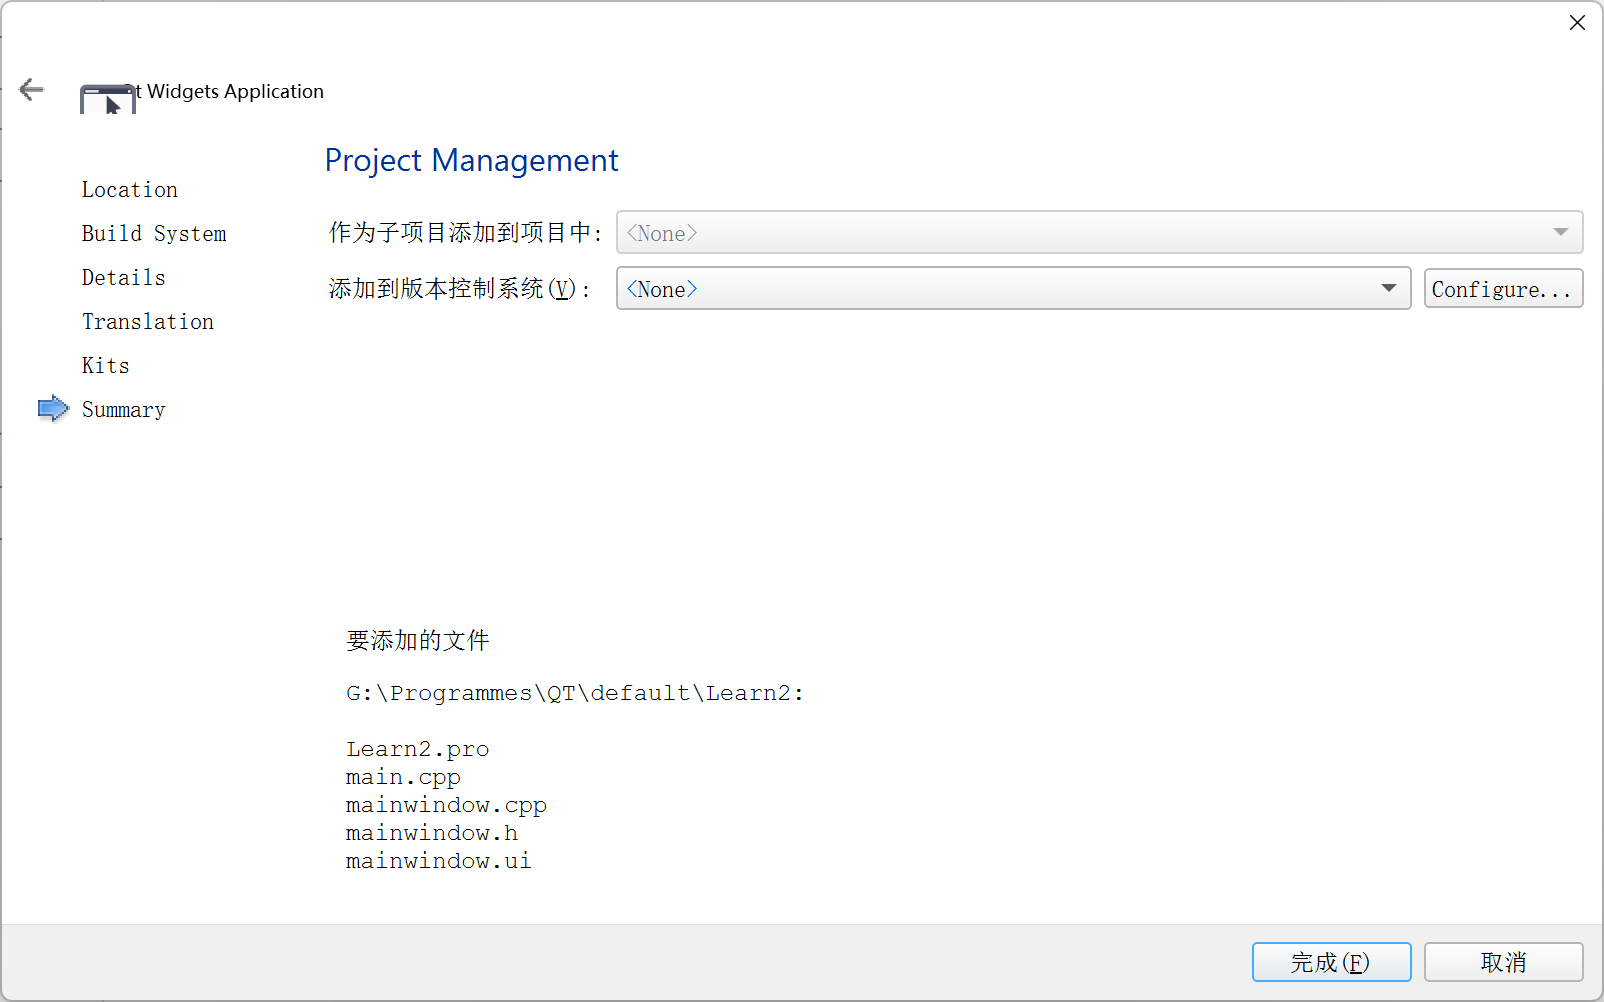 t Widgets Application
Project Management
Location
Build System
Details
Translation
Kits
Summary
作为子项目添加到项目中:
<None>
添加到版本控制系统(V):
<None>
Configure...
要添加的文件
G:\Programmes\QT\default\Learn2:
Learn2.pro
main.cpp
mainwindow.cpp
mainwindow.h
mainwindow.ui
完成(F)
取消